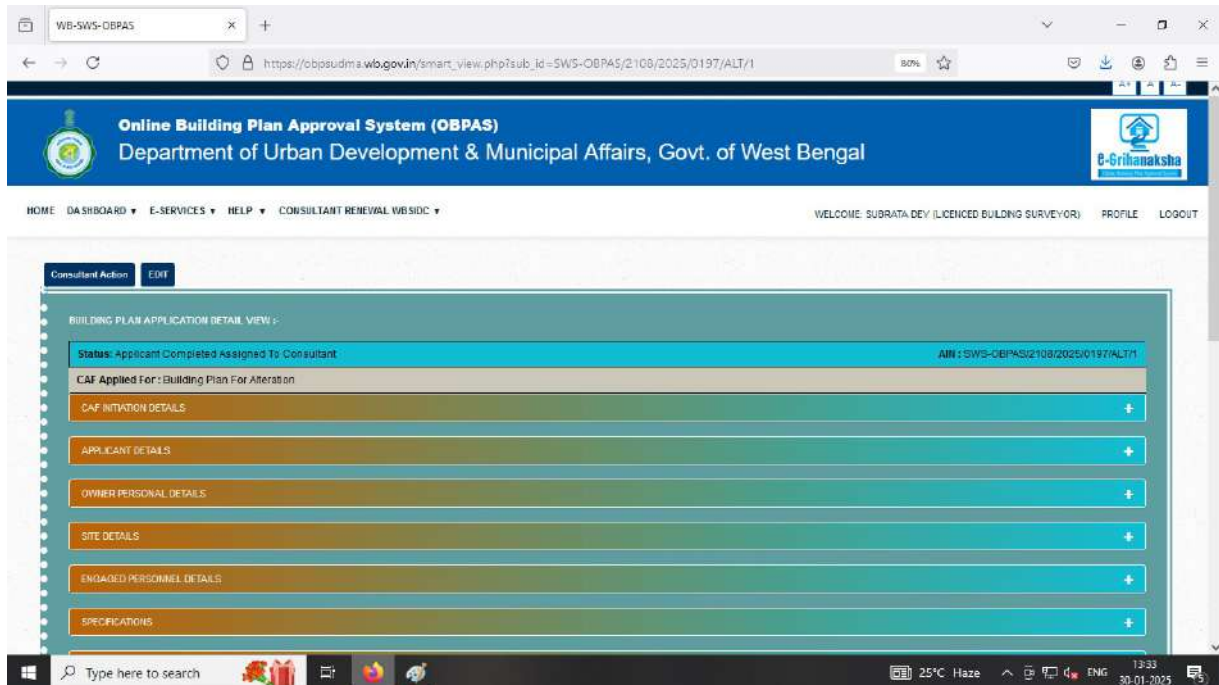 WB-SWS-OBPAS
https://obpsudma.wb.gov.in/smart_view.php?sub_id=SWS-OBPAS/2108/2025/0197/ALT/1
80%
A+ A A-
Online Building Plan Approval System (OBPAS)
Department of Urban Development & Municipal Affairs, Govt. of West Bengal
e-Grihanaksha
HOME DASHBOARD E-SERVICES HELP CONSULTANT RENEWAL WBSIDC WELCOME: SUBRATA DEY (LICENCED BUILDING SURVEYOR) PROFILE LOGOUT
Consultant Action EDIT
BUILDING PLAN APPLICATION DETAIL VIEW :-
Status: Applicant Completed Assigned To Consultant AIN : SWS-OBPAS/2108/2025/0197/ALT/1
CAF Applied For : Building Plan For Alteration
CAF INITIATION DETAILS
APPLICANT DETAILS
OWNER PERSONAL DETAILS
SITE DETAILS
ENGAGED PERSONNEL DETAILS
SPECIFICATIONS
Type here to search 25°C Haze ENG 13:33
30-01-2025